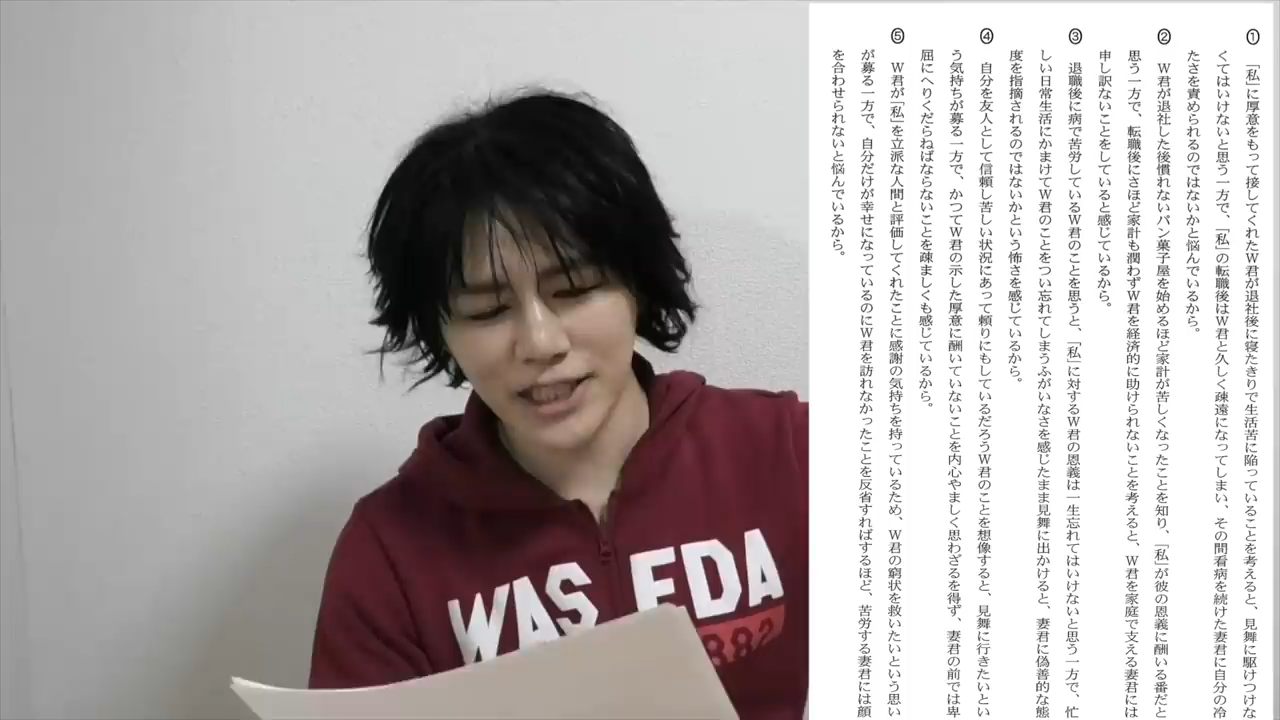 WAS EDA
1882
①　「私」に厚意をもって接してくれたW君が退社後に寝たきりで生活苦に陥っていることを考えると、見舞に駆けつけな
くてはいけないと思う一方で、「私」の転職後はW君と久しく疎遠になってしまい、その間看病を続けた妻君に自分の冷
たさを責められるのではないかと悩んでいるから。
②　W君が退社した後慣れないパン菓子屋を始めるほど家計が苦しくなったことを知り、「私」が彼の恩義に酬いる番だと
思う一方で、転職後にさほど家計も潤わずW君を経済的に助けられないことを考えると、W君を家庭で支える妻君には
申し訳ないことをしていると感じているから。
③　退職後に病で苦労しているW君のことを思うと、「私」に対するW君の恩義は一生忘れてはいけないと思う一方で、忙
しい日常生活にかまけてW君のことをつい忘れてしまうふがいなさを感じたまま見舞に出かけると、妻君に偽善的な態
度を指摘されるのではないかという怖さを感じているから。
④　自分を友人として信頼し苦しい状況にあって頼りにもしているだろうW君のことを想像すると、見舞に行きたいとい
う気持ちが募る一方で、かつてW君の示した厚意に酬いていないことを内心やましく思わざるを得ず、妻君の前では卑
屈にへりくだらねばならないことを疎ましくも感じているから。
⑤　W君が「私」を立派な人間と評価してくれたことに感謝の気持ちを持っているため、W君の窮状を救いたいという思い
が募る一方で、自分だけが幸せになっているのにW君を訪れなかったことを反省すればするほど、苦労する妻君には顔
を合わせられないと悩んでいるから。